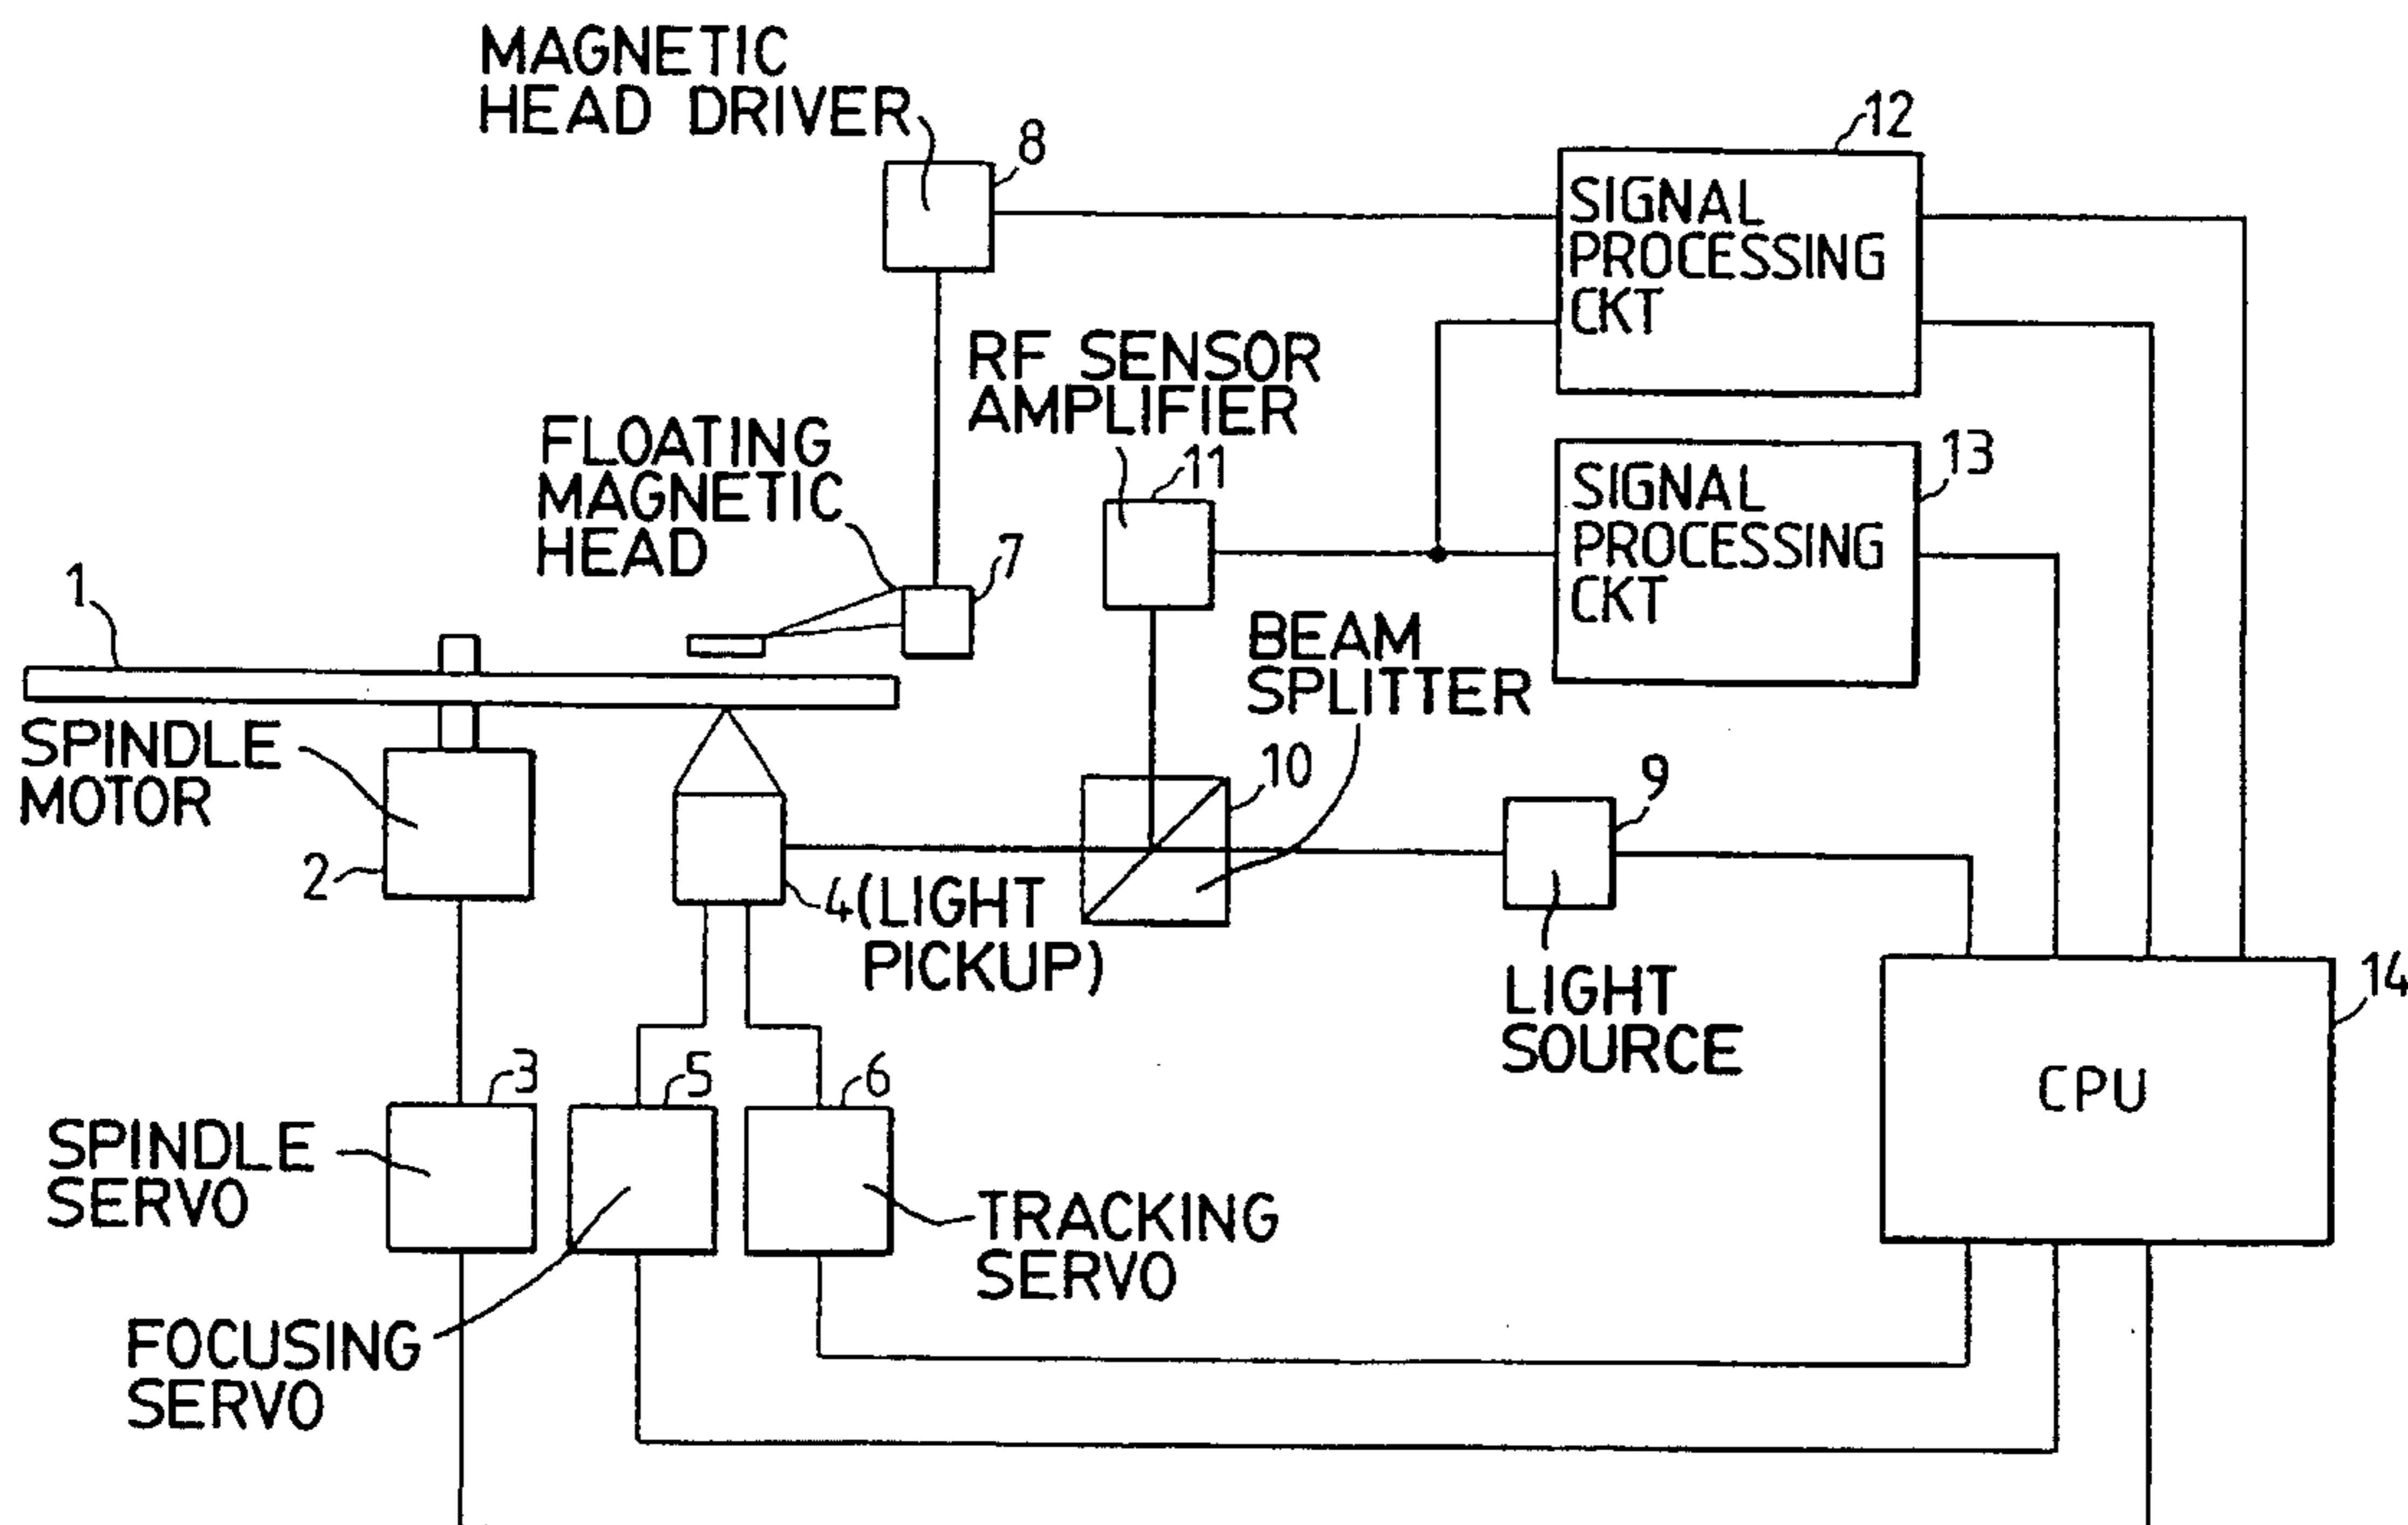 MAGNETIC
HEAD DRIVER
8
12
SIGNAL
PROCESSING
CKT
RF SENSOR
AMPLIFIER
11
13
SIGNAL
PROCESSING
CKT
FLOATING
MAGNETIC
HEAD
7
1
BEAM
SPLITTER
10
9
SPINDLE
MOTOR
2
4(LIGHT
PICKUP)
LIGHT
SOURCE
14
CPU
3
5
6
SPINDLE
SERVO
TRACKING
SERVO
FOCUSING
SERVO